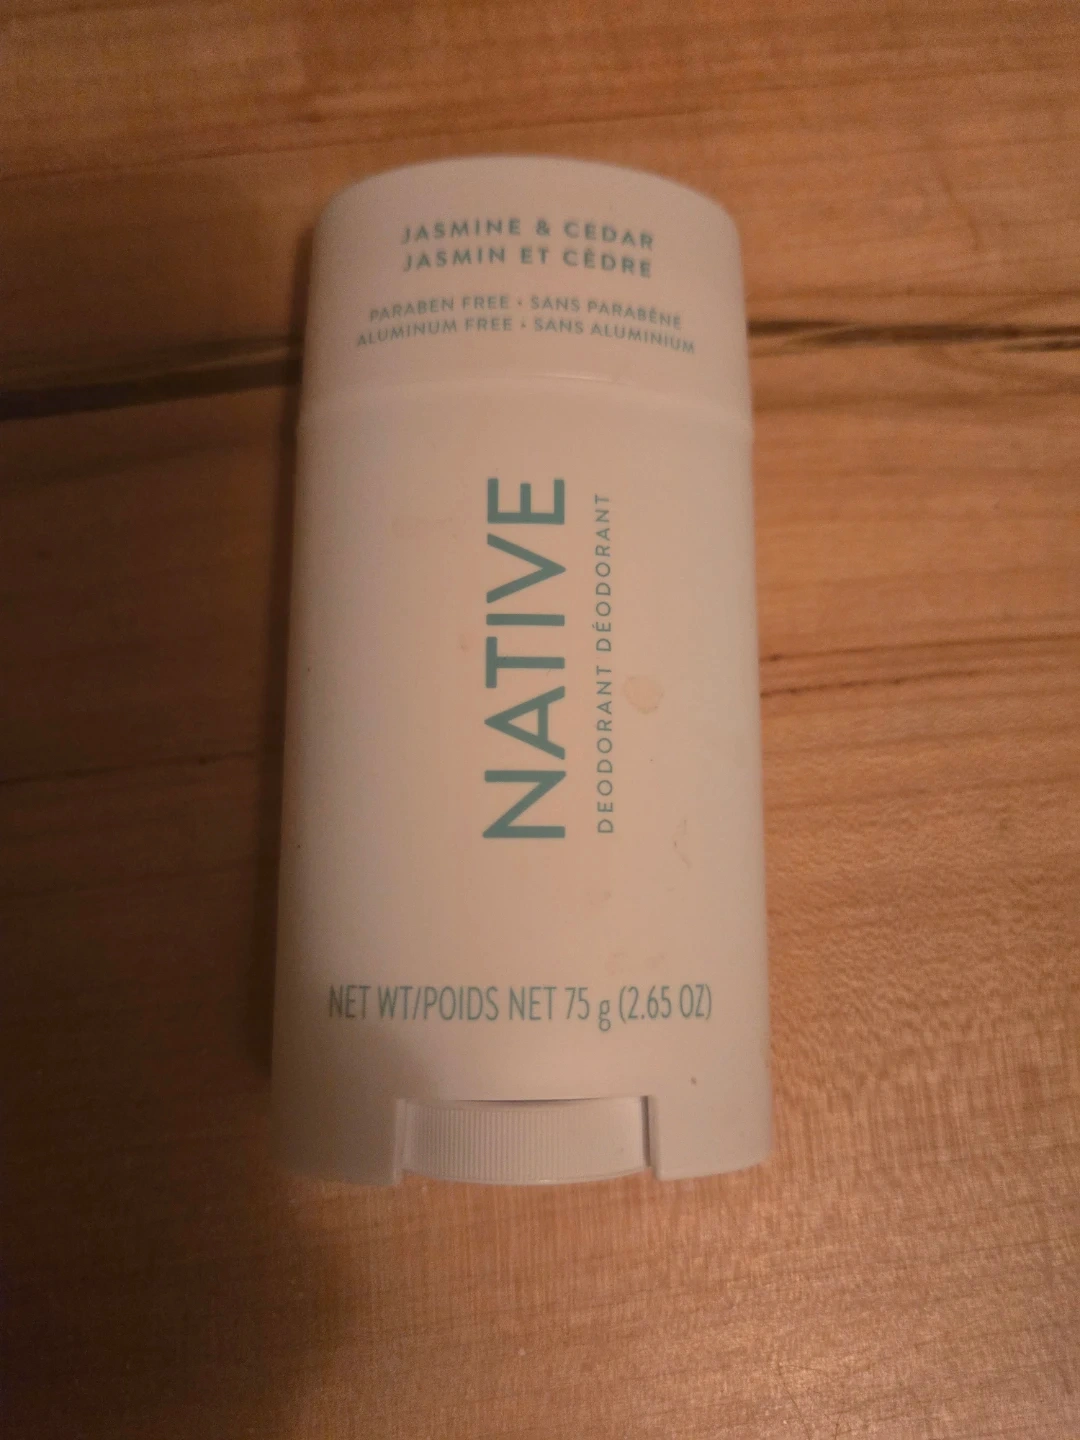 JASMINE & CEDAR
JASMIN ET CÈDRE
PARABEN FREE • SANS PARABÈNE
ALUMINUM FREE • SANS ALUMINIUM
NATIVE
DEODORANT DÉODORANT
NET WT/POIDS NET 75 g (2.65 OZ)